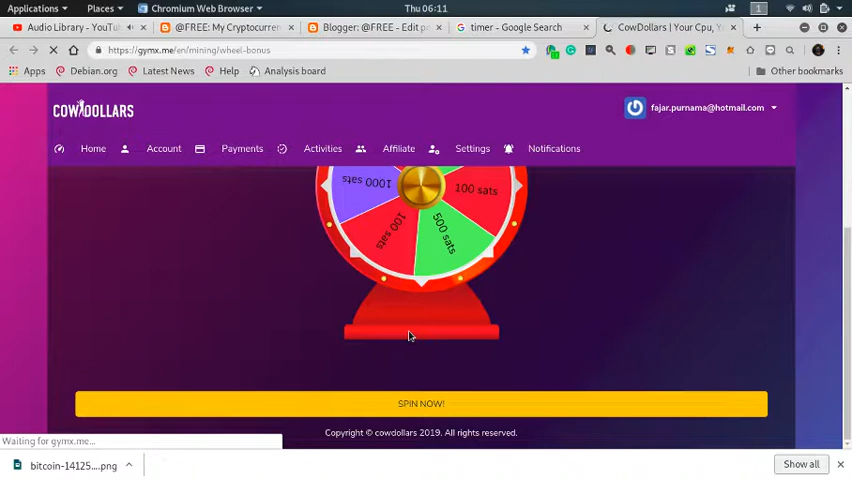 Applications Places Chromium Web Browser Thu 06:11 1
Audio Library - YouTub @FREE: My Cryptocurren Blogger: @FREE - Edit p timer - Google Search CowDollars | Your Cpu, Yo
https://gymx.me/en/mining/wheel-bonus
Apps Debian.org Latest News Help Analysis board Other bookmarks
COWDOLLARS fajar.purnama@hotmail.com
Home Account Payments Activities Affiliate Settings Notifications
1000 sats 100 sats
100 sats 500 sats
SPIN NOW!
Copyright © cowdollars 2019. All rights reserved.
Waiting for gymx.me...
bitcoin-14125....png Show all